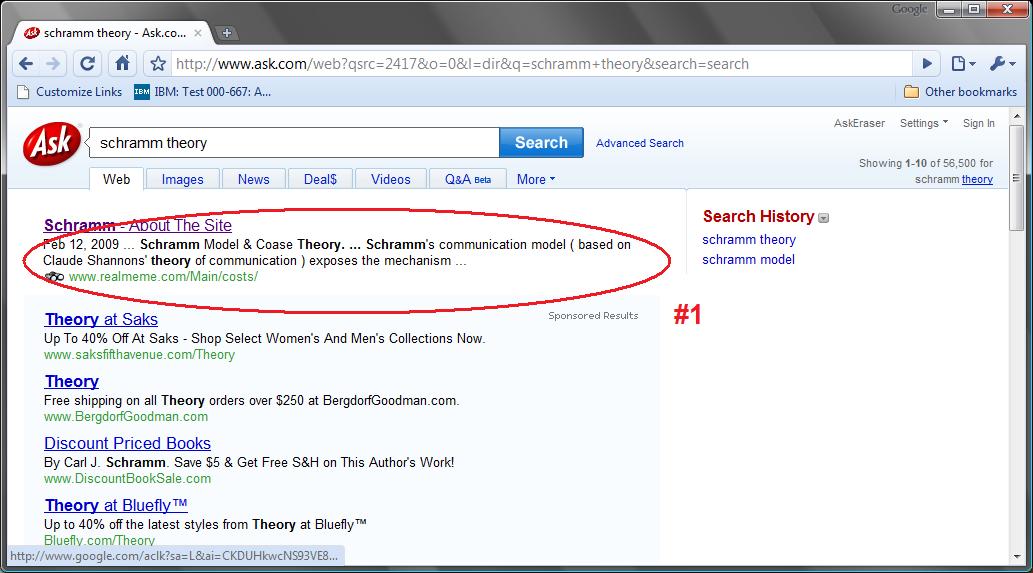 Google
schramm theory - Ask.co...
http://www.ask.com/web?qsrc=2417&o=0&l=dir&q=schramm+theory&search=search
Customize Links IBM IBM: Test 000-667: A... Other bookmarks
AskEraser Settings Sign In
Ask schramm theory Search Advanced Search
Showing 1-10 of 56,500 for
schramm theory
Web Images News Deal$ Videos Q&A Beta More
Schramm - About The Site
Feb 12, 2009 ... Schramm Model & Coase Theory. ... Schramm's communication model ( based on
Claude Shannons' theory of communication ) exposes the mechanism ...
www.realmeme.com/Main/costs/
Search History
schramm theory
schramm model
#1
Sponsored Results
Theory at Saks
Up To 40% Off At Saks - Shop Select Women's And Men's Collections Now.
www.saksfifthavenue.com/Theory
Theory
Free shipping on all Theory orders over $250 at BergdorfGoodman.com.
www.BergdorfGoodman.com
Discount Priced Books
By Carl J. Schramm. Save $5 & Get Free S&H on This Author's Work!
www.DiscountBookSale.com
Theory at Bluefly™
Up to 40% off the latest styles from Theory at Bluefly™
Bluefly.com/Theory
http://www.google.com/aclk?sa=L&ai=CKDUHkwcNS93VE8...